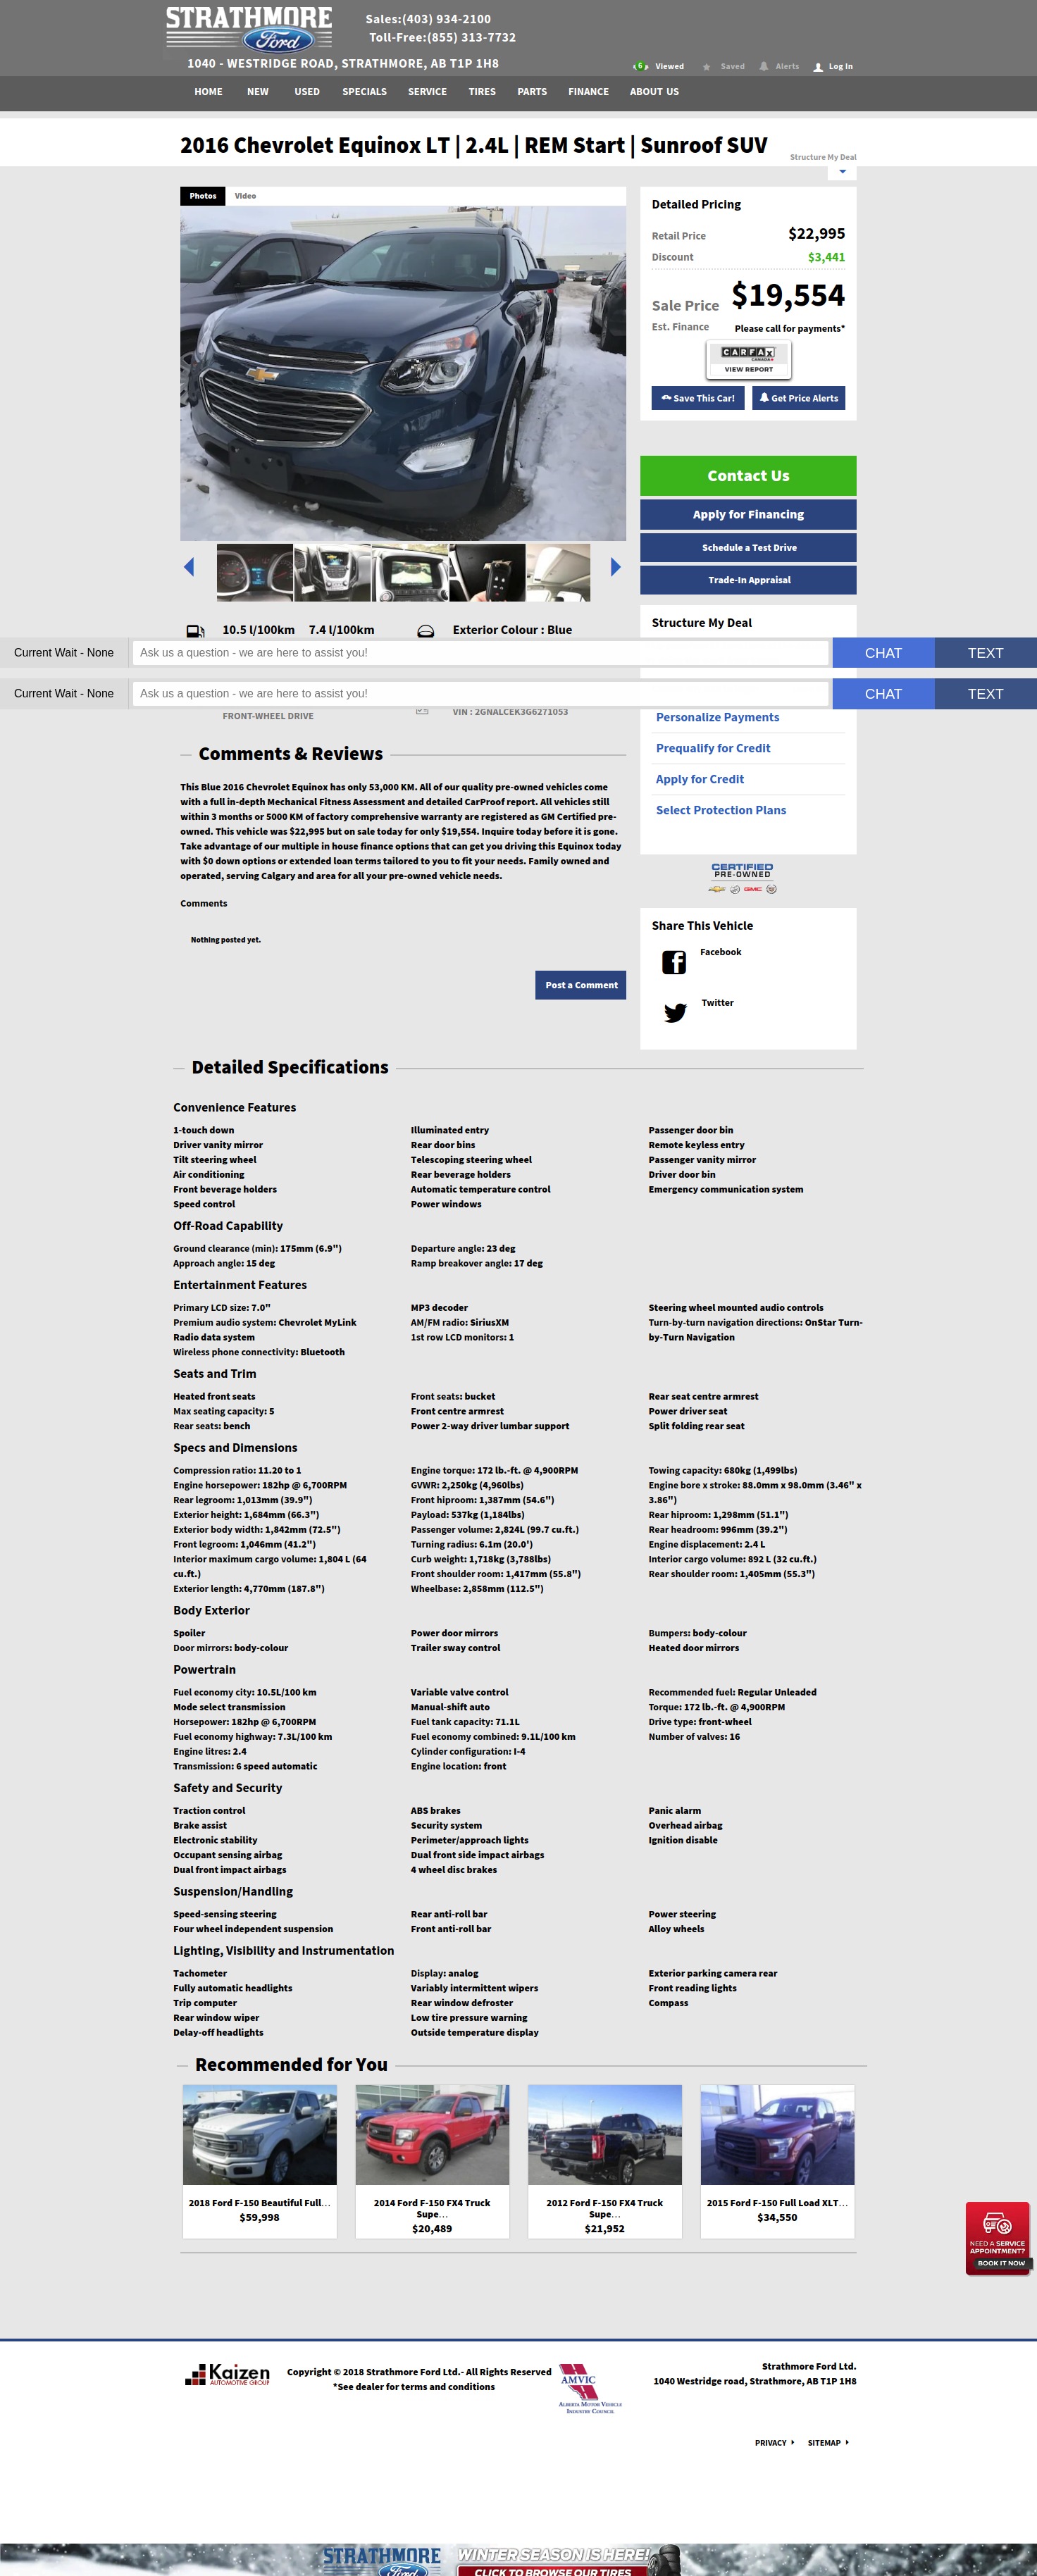 STRATHMORE
Ford
Sales:(403) 934-2100
Toll-Free:(855) 313-7732
1040 - WESTRIDGE ROAD, STRATHMORE, AB T1P 1H8
6 Viewed Saved Alerts Log In
HOME NEW USED SPECIALS SERVICE TIRES PARTS FINANCE ABOUT US
2016 Chevrolet Equinox LT | 2.4L | REM Start | Sunroof SUV
Structure My Deal
Photos Video
Detailed Pricing
Retail Price $22,995
Discount $3,441
Sale Price $19,554
Est. Finance Please call for payments*
CARFAX
CANADA
VIEW REPORT
Save This Car! Get Price Alerts
Contact Us
Apply for Financing
Schedule a Test Drive
Trade-In Appraisal
Structure My Deal
10.5 l/100km 7.4 l/100km Exterior Colour : Blue
Current Wait - None Ask us a question - we are here to assist you! CHAT TEXT
Current Wait - None Ask us a question - we are here to assist you! CHAT TEXT
FRONT-WHEEL DRIVE
VIN : 2GNALCEK3G6271053
Personalize Payments
Prequalify for Credit
Apply for Credit
Select Protection Plans
CERTIFIED
PRE-OWNED
GMC
Comments & Reviews
This Blue 2016 Chevrolet Equinox has only 53,000 KM. All of our quality pre-owned vehicles come
with a full in-depth Mechanical Fitness Assessment and detailed CarProof report. All vehicles still
within 3 months or 5000 KM of factory comprehensive warranty are registered as GM Certified pre-
owned. This vehicle was $22,995 but on sale today for only $19,554. Inquire today before it is gone.
Take advantage of our multiple in house finance options that can get you driving this Equinox today
with $0 down options or extended loan terms tailored to you to fit your needs. Family owned and
operated, serving Calgary and area for all your pre-owned vehicle needs.
Comments
Nothing posted yet.
Post a Comment
Share This Vehicle
Facebook
Twitter
Detailed Specifications
Convenience Features
1-touch down Illuminated entry Passenger door bin
Driver vanity mirror Rear door bins Remote keyless entry
Tilt steering wheel Telescoping steering wheel Passenger vanity mirror
Air conditioning Rear beverage holders Driver door bin
Front beverage holders Automatic temperature control Emergency communication system
Speed control Power windows
Off-Road Capability
Ground clearance (min): 175mm (6.9") Departure angle: 23 deg
Approach angle: 15 deg Ramp breakover angle: 17 deg
Entertainment Features
Primary LCD size: 7.0" MP3 decoder Steering wheel mounted audio controls
Premium audio system: Chevrolet MyLink AM/FM radio: SiriusXM Turn-by-turn navigation directions: OnStar Turn-
Radio data system 1st row LCD monitors: 1 by-Turn Navigation
Wireless phone connectivity: Bluetooth
Seats and Trim
Heated front seats Front seats: bucket Rear seat centre armrest
Max seating capacity: 5 Front centre armrest Power driver seat
Rear seats: bench Power 2-way driver lumbar support Split folding rear seat
Specs and Dimensions
Compression ratio: 11.20 to 1 Engine torque: 172 lb.-ft. @ 4,900RPM Towing capacity: 680kg (1,499lbs)
Engine horsepower: 182hp @ 6,700RPM GVWR: 2,250kg (4,960lbs) Engine bore x stroke: 88.0mm x 98.0mm (3.46" x
Rear legroom: 1,013mm (39.9") Front hiproom: 1,387mm (54.6") 3.86")
Exterior height: 1,684mm (66.3") Payload: 537kg (1,184lbs) Rear hiproom: 1,298mm (51.1")
Exterior body width: 1,842mm (72.5") Passenger volume: 2,824L (99.7 cu.ft.) Rear headroom: 996mm (39.2")
Front legroom: 1,046mm (41.2") Turning radius: 6.1m (20.0') Engine displacement: 2.4 L
Interior maximum cargo volume: 1,804 L (64 Curb weight: 1,718kg (3,788lbs) Interior cargo volume: 892 L (32 cu.ft.)
cu.ft.) Front shoulder room: 1,417mm (55.8") Rear shoulder room: 1,405mm (55.3")
Exterior length: 4,770mm (187.8") Wheelbase: 2,858mm (112.5")
Body Exterior
Spoiler Power door mirrors Bumpers: body-colour
Door mirrors: body-colour Trailer sway control Heated door mirrors
Powertrain
Fuel economy city: 10.5L/100 km Variable valve control Recommended fuel: Regular Unleaded
Mode select transmission Manual-shift auto Torque: 172 lb.-ft. @ 4,900RPM
Horsepower: 182hp @ 6,700RPM Fuel tank capacity: 71.1L Drive type: front-wheel
Fuel economy highway: 7.3L/100 km Fuel economy combined: 9.1L/100 km Number of valves: 16
Engine litres: 2.4 Cylinder configuration: I-4
Transmission: 6 speed automatic Engine location: front
Safety and Security
Traction control ABS brakes Panic alarm
Brake assist Security system Overhead airbag
Electronic stability Perimeter/approach lights Ignition disable
Occupant sensing airbag Dual front side impact airbags
Dual front impact airbags 4 wheel disc brakes
Suspension/Handling
Speed-sensing steering Rear anti-roll bar Power steering
Four wheel independent suspension Front anti-roll bar Alloy wheels
Lighting, Visibility and Instrumentation
Tachometer Display: analog Exterior parking camera rear
Fully automatic headlights Variably intermittent wipers Front reading lights
Trip computer Rear window defroster Compass
Rear window wiper Low tire pressure warning
Delay-off headlights Outside temperature display
Recommended for You
2018 Ford F-150 Beautiful Full... 2014 Ford F-150 FX4 Truck 2012 Ford F-150 FX4 Truck 2015 Ford F-150 Full Load XLT...
Supe... Supe...
$59,998 $20,489 $21,952 $34,550
NEED A SERVICE
APPOINTMENT?
BOOK IT NOW
Kaizen
AUTOMOTIVE GROUP
Copyright © 2018 Strathmore Ford Ltd.- All Rights Reserved
*See dealer for terms and conditions
AMVIC
ALBERTA MOTOR VEHICLE
INDUSTRY COUNCIL
Strathmore Ford Ltd.
1040 Westridge road, Strathmore, AB T1P 1H8
PRIVACY SITEMAP
STRATHMORE
Ford
WINTER SEASON IS HERE!
CLICK TO BROWSE OUR TIRES